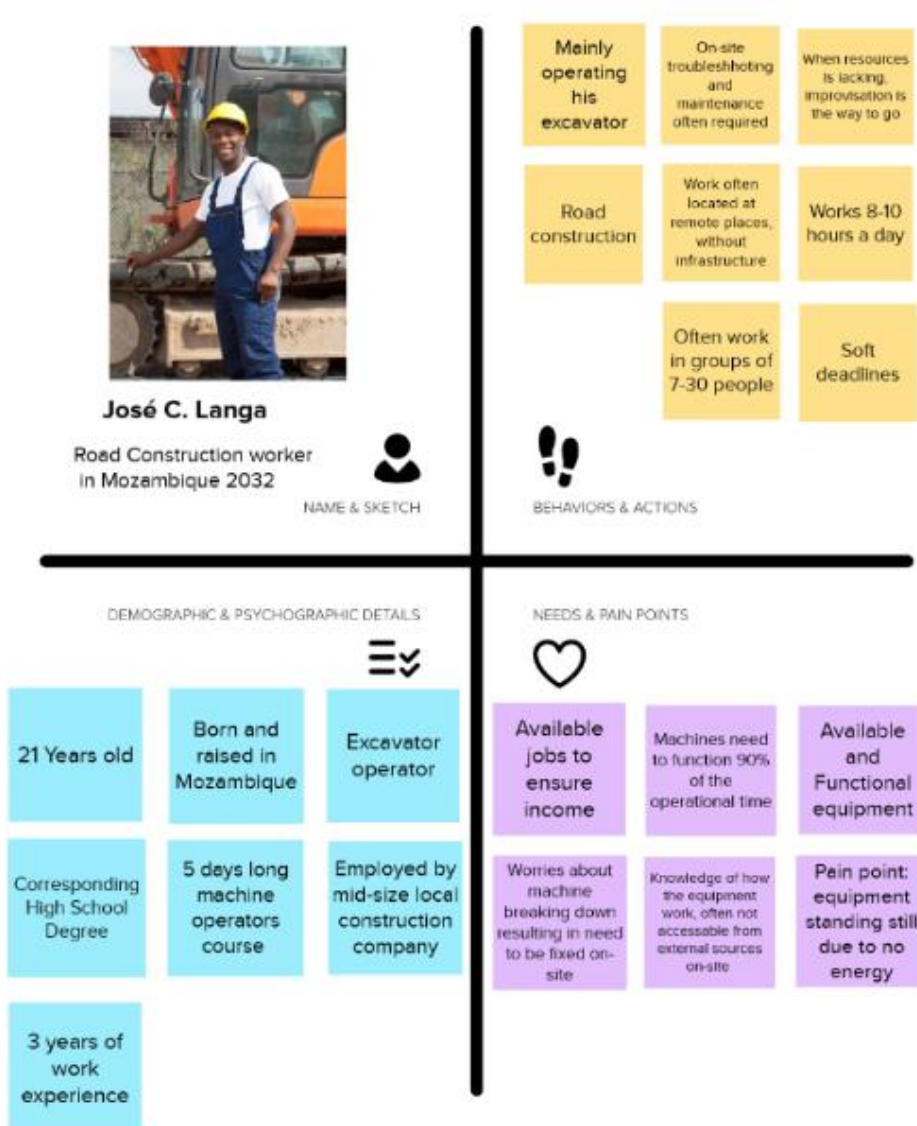 José C. Langa
Road Construction worker
in Mozambique 2032
NAME & SKETCH
Mainly
operating
his
excavator
On-site
troubleshhoting
and
maintenance
often required
When resources
is lacking,
improvisation is
the way to go
Road
construction
Work often
located at
remote places,
without
infrastructure
Works 8-10
hours a day
Often work
in groups of
7-30 people
Soft
deadlines
BEHAVIORS & ACTIONS
DEMOGRAPHIC & PSYCHOGRAPHIC DETAILS
21 Years old
Born and
raised in
Mozambique
Excavator
operator
Corresponding
High School
Degree
5 days long
machine
operators
course
Employed by
mid-size local
construction
company
3 years of
work
experience
NEEDS & PAIN POINTS
Available
jobs to
ensure
income
Machines need
to function 90%
of the
operational time
Available
and
Functional
equipment
Worries about
machine
breaking down
resulting in need
to be fixed on-
site
Knowledge of how
the equipment
work, often not
accessable from
external sources
on-site
Pain point:
equipment
standing still
due to no
energy